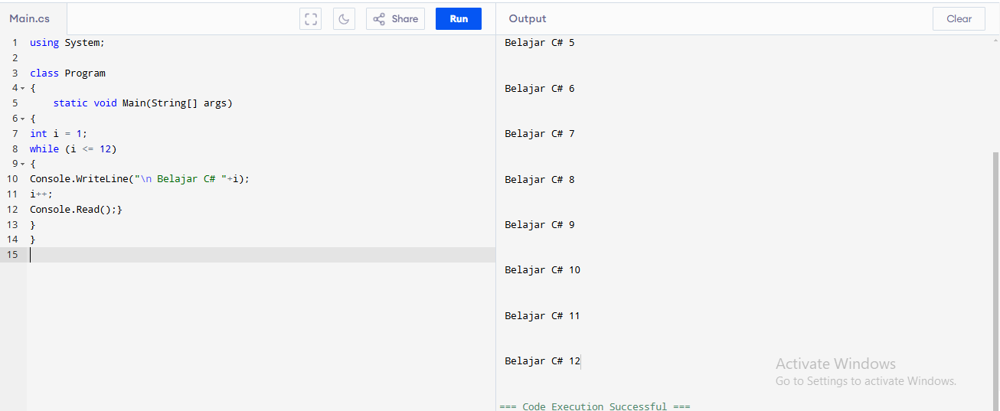 Main.cs
Share
Run
Output
Clear
1 using System;
2
3 class Program
4 {
5 static void Main(String[] args)
6 {
7 int i = 1;
8 while (i <= 12)
9 {
10 Console.WriteLine("\n Belajar C# "+i);
11 i++;
12 Console.Read();}
13 }
14 }
15
Belajar C# 5
Belajar C# 6
Belajar C# 7
Belajar C# 8
Belajar C# 9
Belajar C# 10
Belajar C# 11
Belajar C# 12
=== Code Execution Successful ===
Activate Windows
Go to Settings to activate Windows.